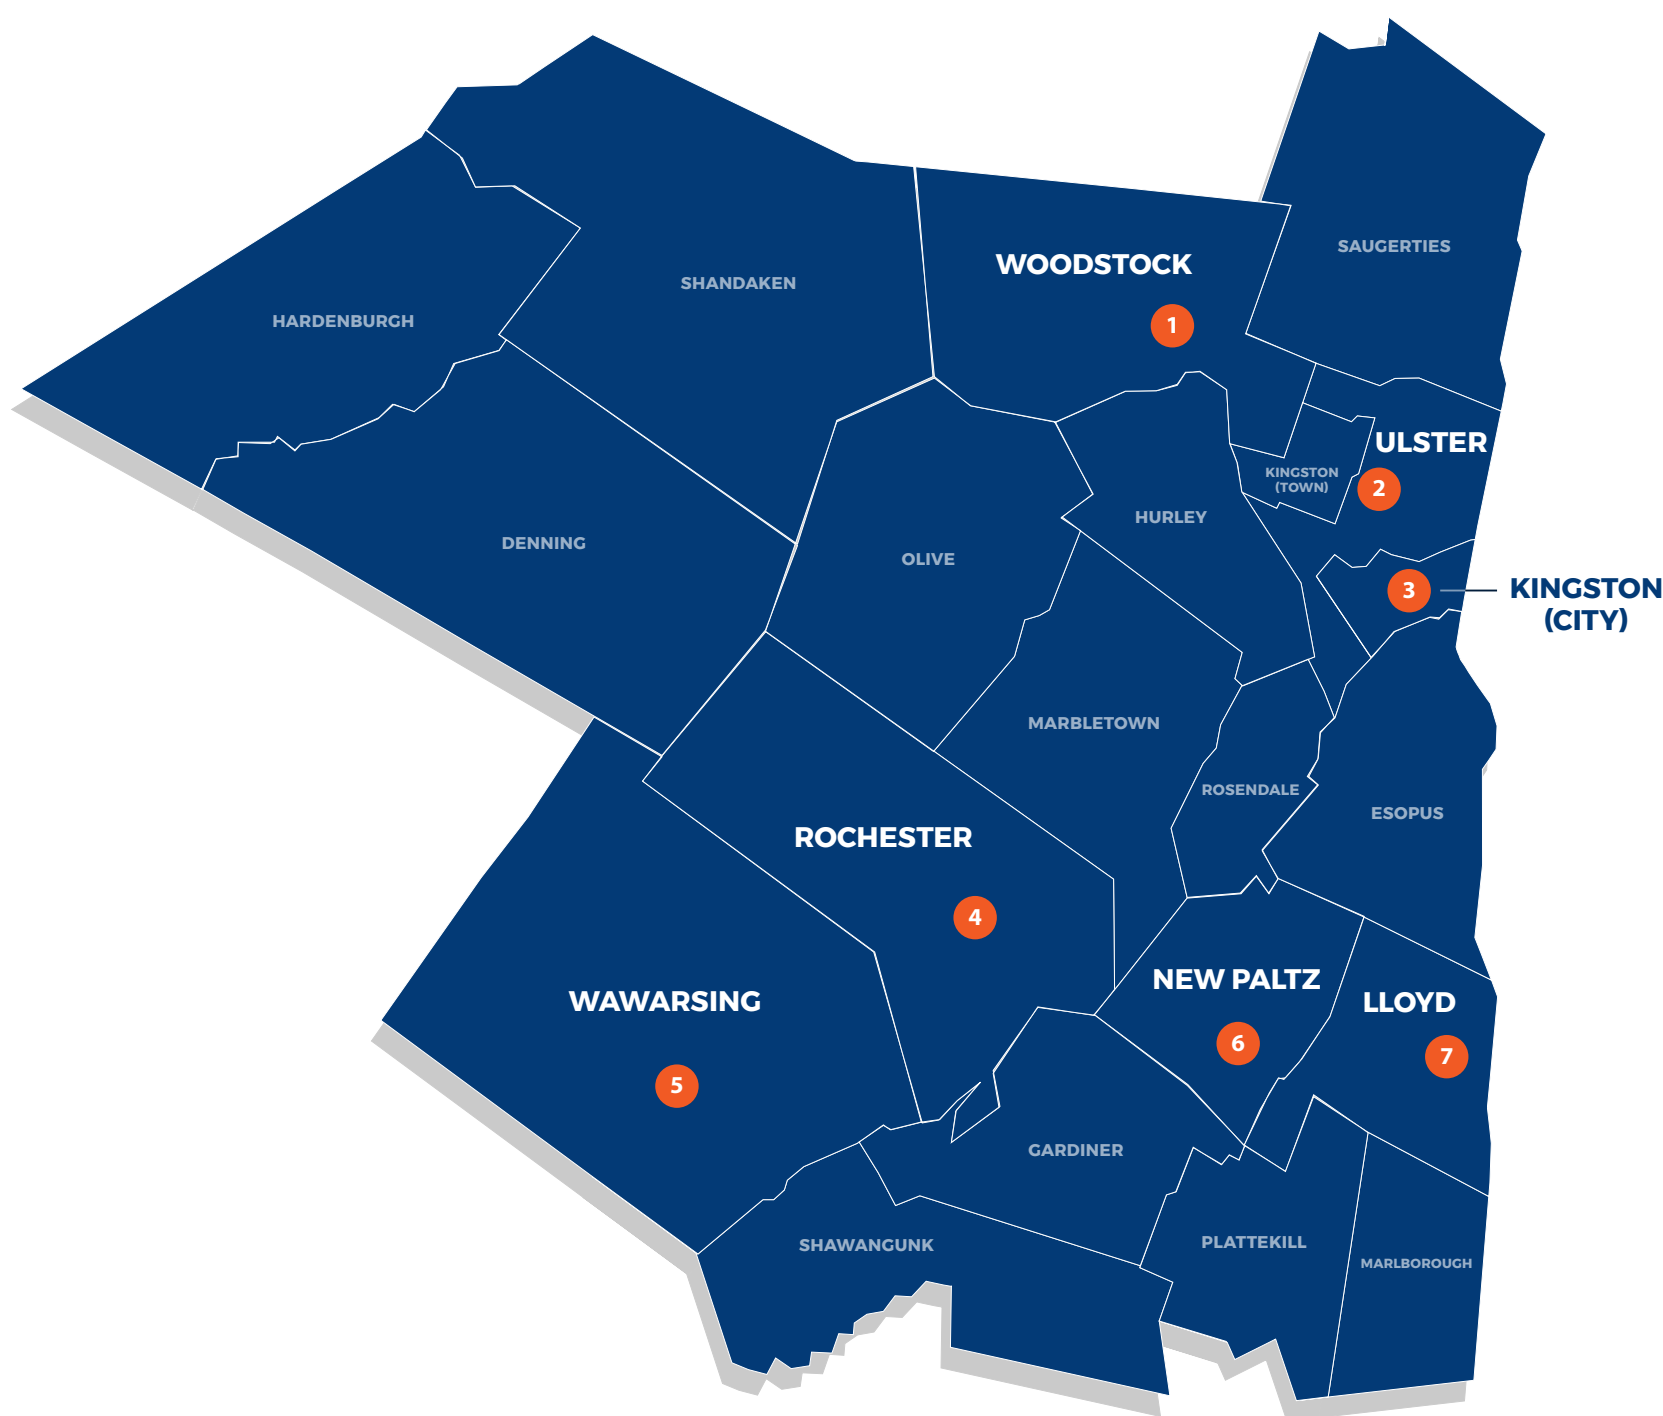 SAUGERTIES
WOODSTOCK
SHANDAKEN
HARDENBURGH
1
ULSTER
KINGSTON
(TOWN)
2
HURLEY
DENNING
OLIVE
3
KINGSTON
(CITY)
MARBLETOWN
ROSENDALE
ESOPUS
ROCHESTER
4
NEW PALTZ
WAWARSING
LLOYD
6
7
5
GARDINER
PLATTEKILL
SHAWANGUNK
MARLBOROUGH